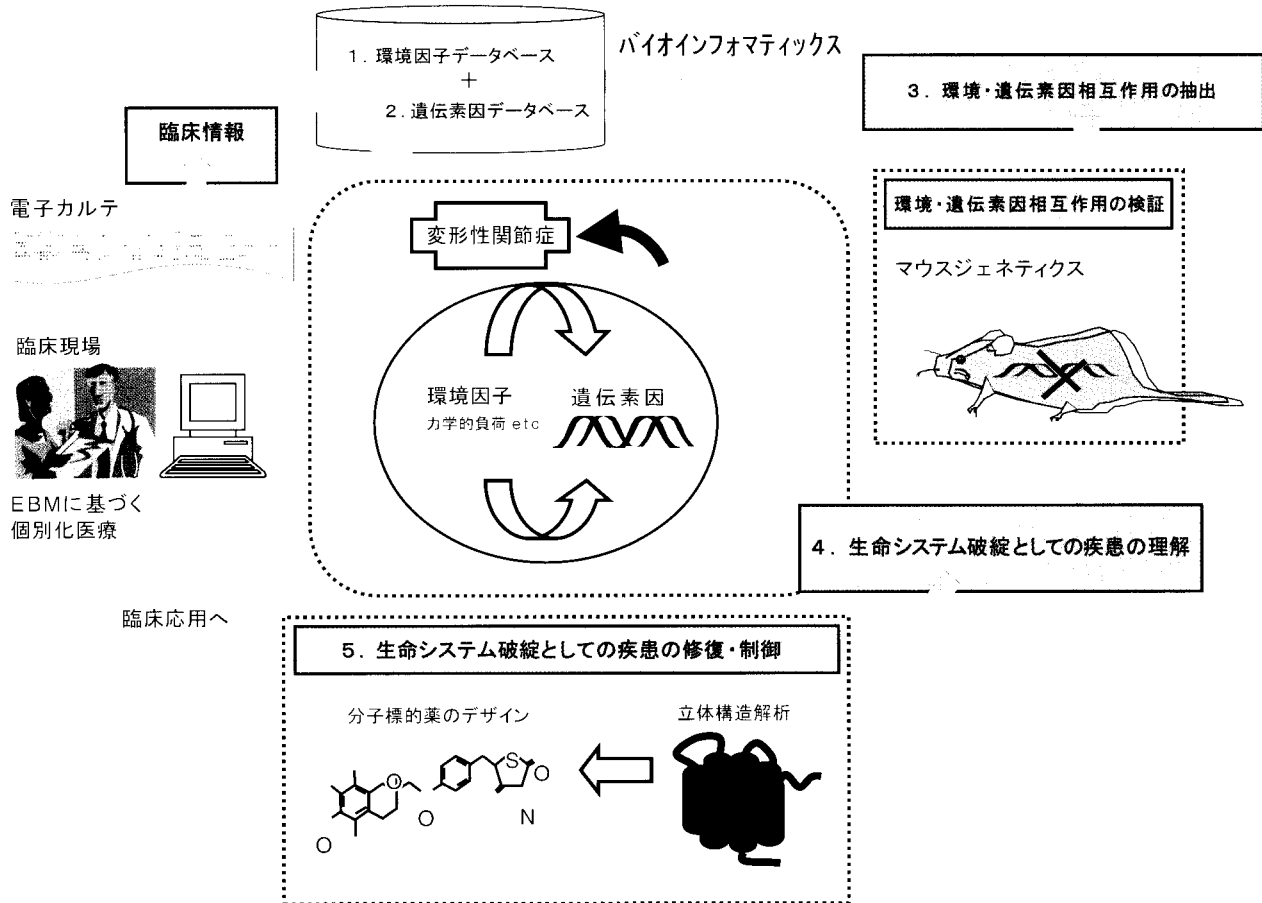 バイオインフォマティックス
1. 環境因子データベース
+
2. 遺伝素因データベース
3. 環境・遺伝素因相互作用の抽出
臨床情報
電子カルテ
臨床現場
EBMに基づく
個別化医療
臨床応用へ
変形性関節症
環境因子
力学的負荷 etc
遺伝素因
環境・遺伝素因相互作用の検証
マウスジェネティクス
4. 生命システム破綻としての疾患の理解
5. 生命システム破綻としての疾患の修復・制御
分子標的薬のデザイン
立体構造解析
S
O
O
O
N
O